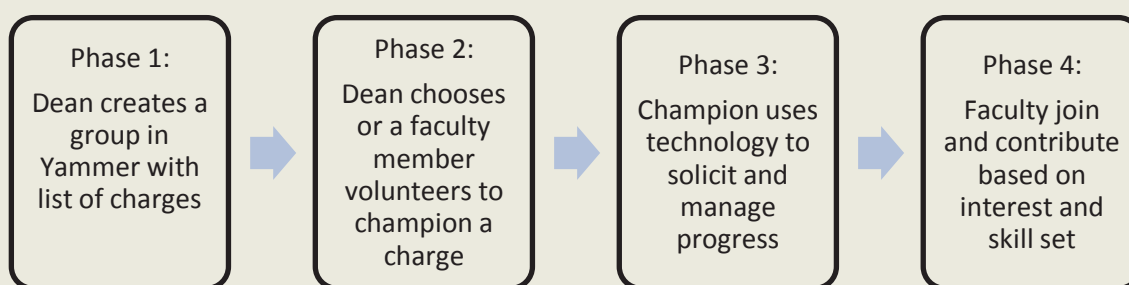 Phase 1:
Dean creates a
group in
Yammer with
list of charges
Phase 2:
Dean chooses
or a faculty
member
volunteers to
champion a
charge
Phase 3:
Champion uses
technology to
solicit and
manage
progress
Phase 4:
Faculty join
and contribute
based on
interest and
skill set